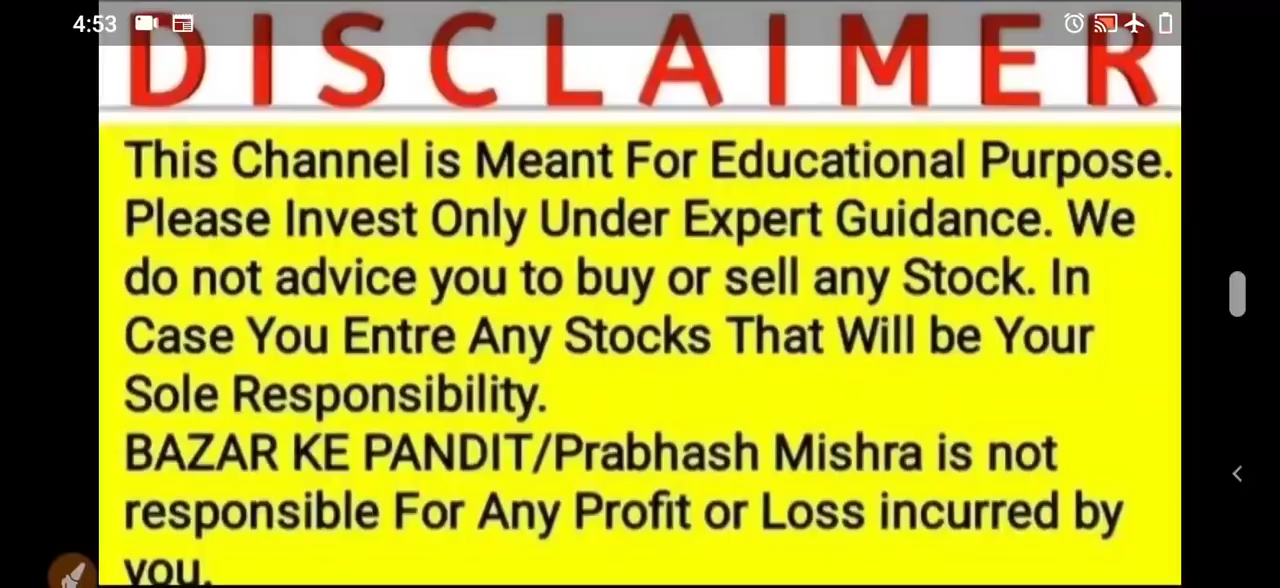 4:53
DISCLAIMER
This Channel is Meant For Educational Purpose.
Please Invest Only Under Expert Guidance. We
do not advice you to buy or sell any Stock. In
Case You Entre Any Stocks That Will be Your
Sole Responsibility.
BAZAR KE PANDIT/Prabhash Mishra is not
responsible For Any Profit or Loss incurred by
you.